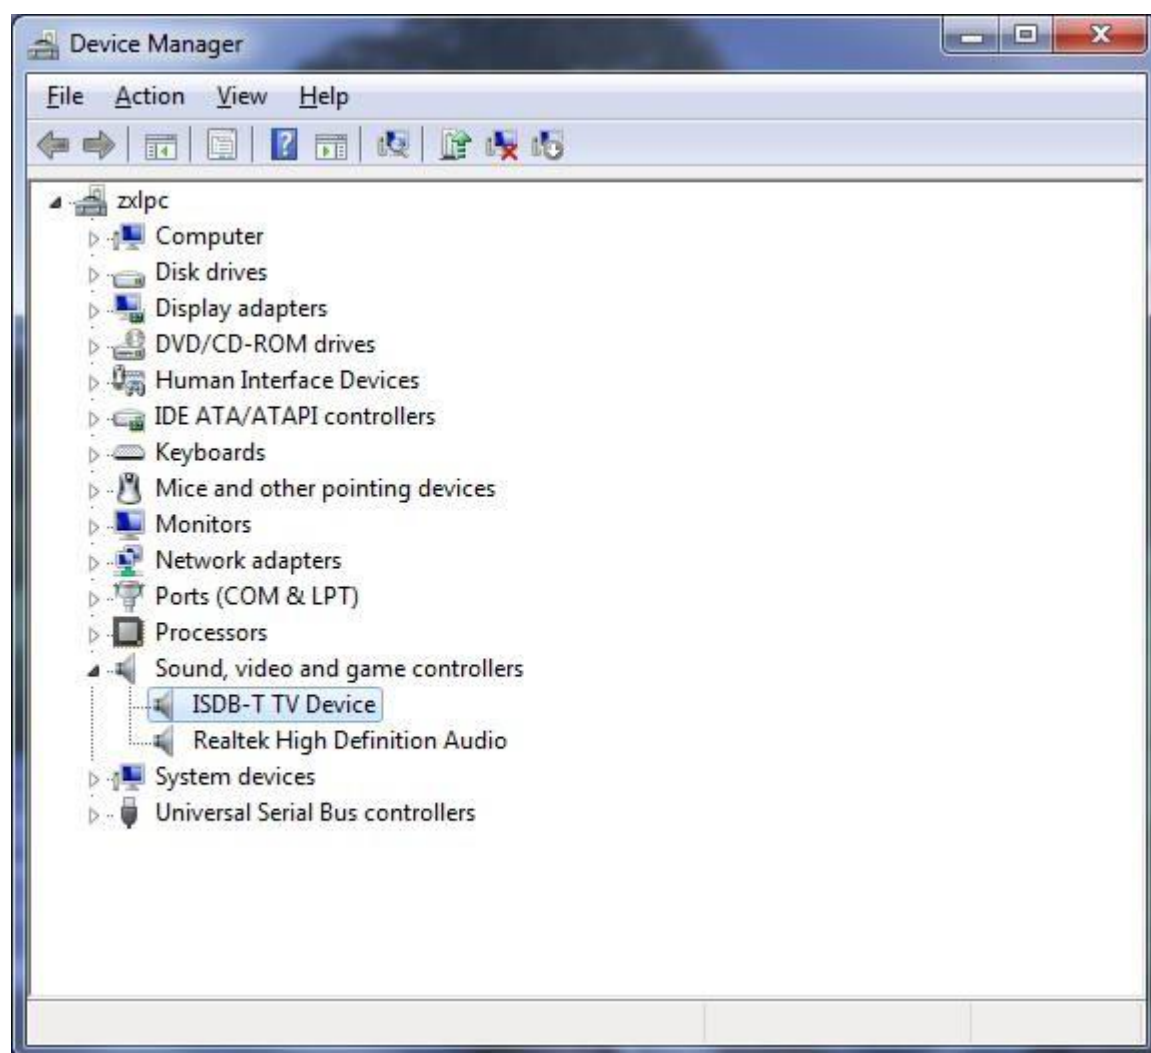 Device Manager
File Action View Help
zxlpc
Computer
Disk drives
Display adapters
DVD/CD-ROM drives
Human Interface Devices
IDE ATA/ATAPI controllers
Keyboards
Mice and other pointing devices
Monitors
Network adapters
Ports (COM & LPT)
Processors
Sound, video and game controllers
ISDB-T TV Device
Realtek High Definition Audio
System devices
Universal Serial Bus controllers